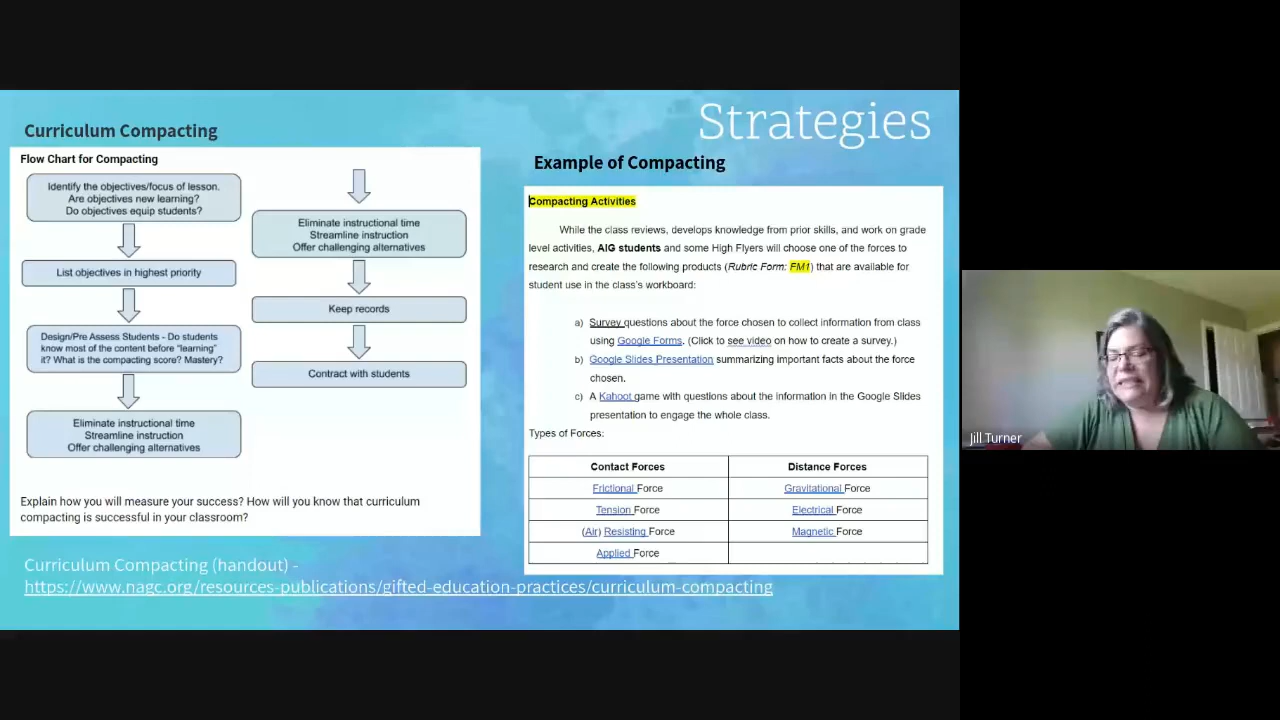 Strategies
Curriculum Compacting
Flow Chart for Compacting
Identify the objectives/focus of lesson.
Are objectives new learning?
Do objectives equip students?
List objectives in highest priority
Design/Pre Assess Students - Do students
know most of the content before “learning”
it? What is the compacting score? Mastery?
Eliminate instructional time
Streamline instruction
Offer challenging alternatives
Eliminate instructional time
Streamline instruction
Offer challenging alternatives
Keep records
Contract with students
Explain how you will measure your success? How will you know that curriculum
compacting is successful in your classroom?
Example of Compacting
Compacting Activities
While the class reviews, develops knowledge from prior skills, and work on grade
level activities, AIG students and some High Flyers will choose one of the forces to
research and create the following products (Rubric Form: FM1) that are available for
student use in the class's workboard:
a) Survey questions about the force chosen to collect information from class
using Google Forms. (Click to see video on how to create a survey.)
b) Google Slides Presentation summarizing important facts about the force
chosen.
c) A Kahoot game with questions about the information in the Google Slides
presentation to engage the whole class.
Types of Forces:
Contact Forces Distance Forces
Frictional Force Gravitational Force
Tension Force Electrical Force
(Air) Resisting Force Magnetic Force
Applied Force
Curriculum Compacting (handout) -
https://www.nagc.org/resources-publications/gifted-education-practices/curriculum-compacting
Jill Turner